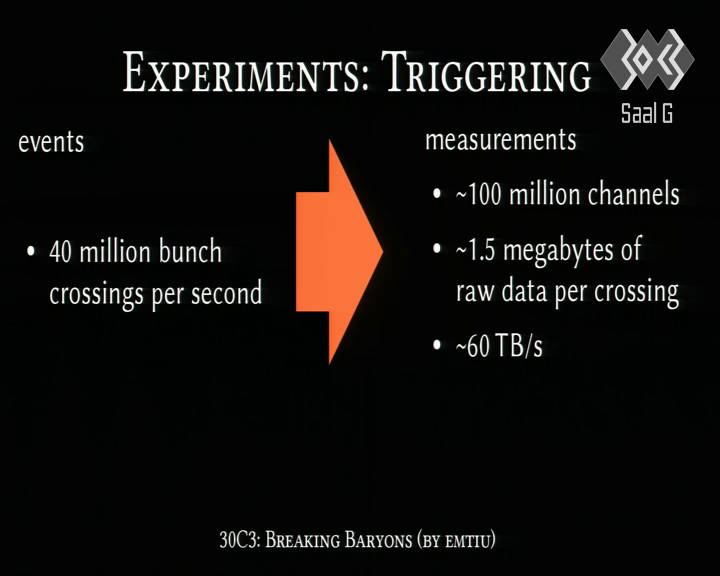 EXPERIMENTS: TRIGGERING
Saal G
events
• 40 million bunch
crossings per second
measurements
• ~100 million channels
• ~1.5 megabytes of
raw data per crossing
• ~60 TB/s
30C3: BREAKING BARYONS (BY EMTIU)